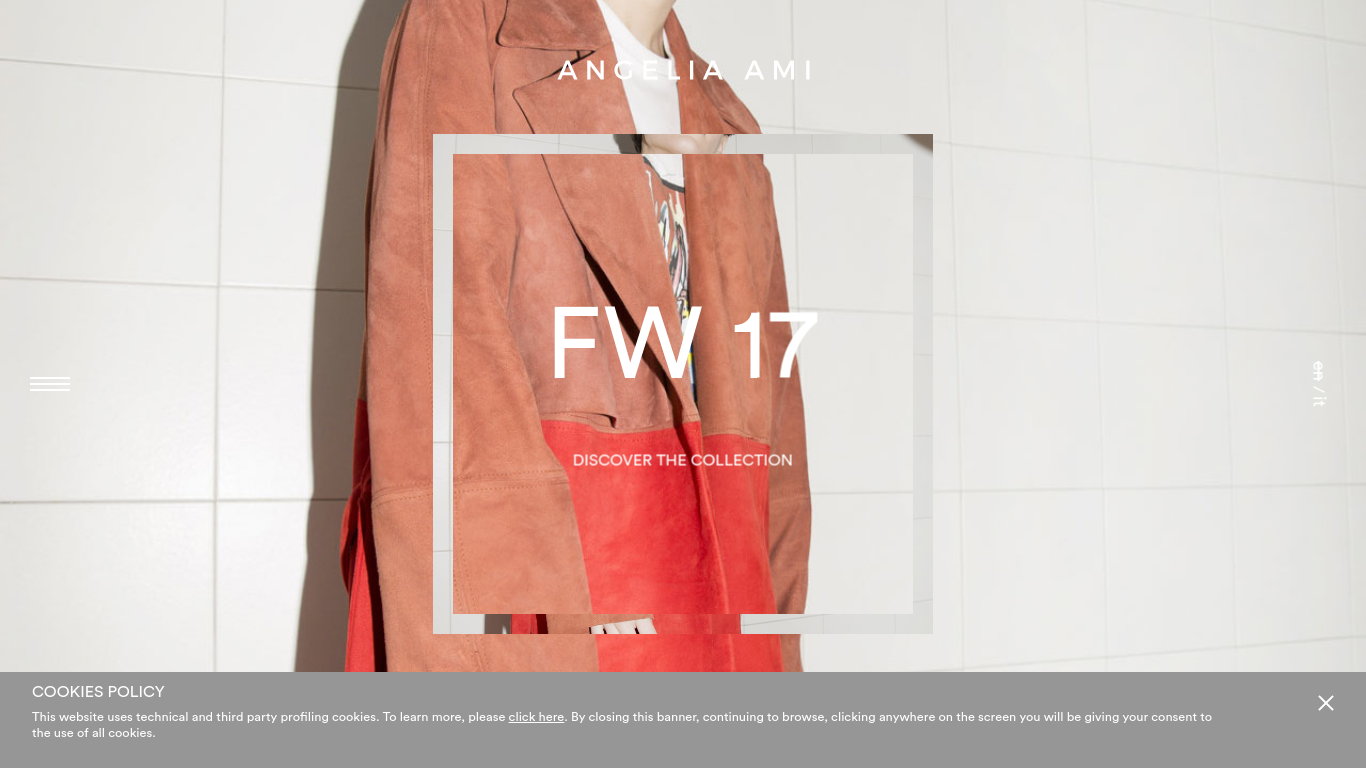 ANGELIA AMI
FW 17
DISCOVER THE COLLECTION
en / it
COOKIES POLICY
This website uses technical and third party profiling cookies. To learn more, please click here. By closing this banner, continuing to browse, clicking anywhere on the screen you will be giving your consent to
the use of all cookies.